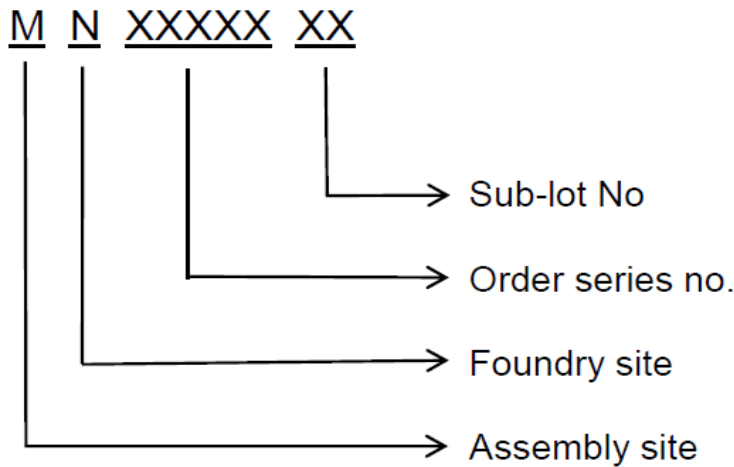 M N XXXXX XX
Sub-lot No
Order series no.
Foundry site
Assembly site